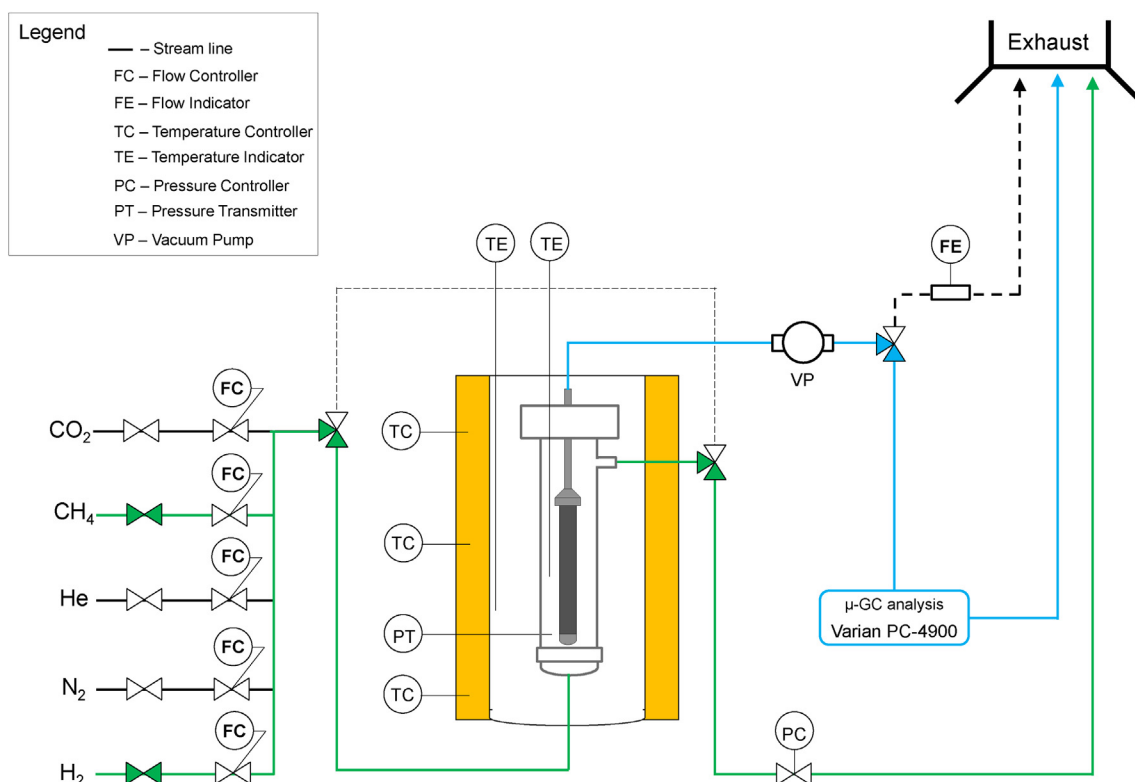 Legend
– Stream line
FC – Flow Controller
FE – Flow Indicator
TC – Temperature Controller
TE – Temperature Indicator
PC – Pressure Controller
PT – Pressure Transmitter
VP – Vacuum Pump
Exhaust
TE TE
FE
VP
FC
CO₂
TC
FC
CH₄
TC
FC
He
μ-GC analysis
Varian PC-4900
PT
FC
N₂
TC
FC
PC
H₂